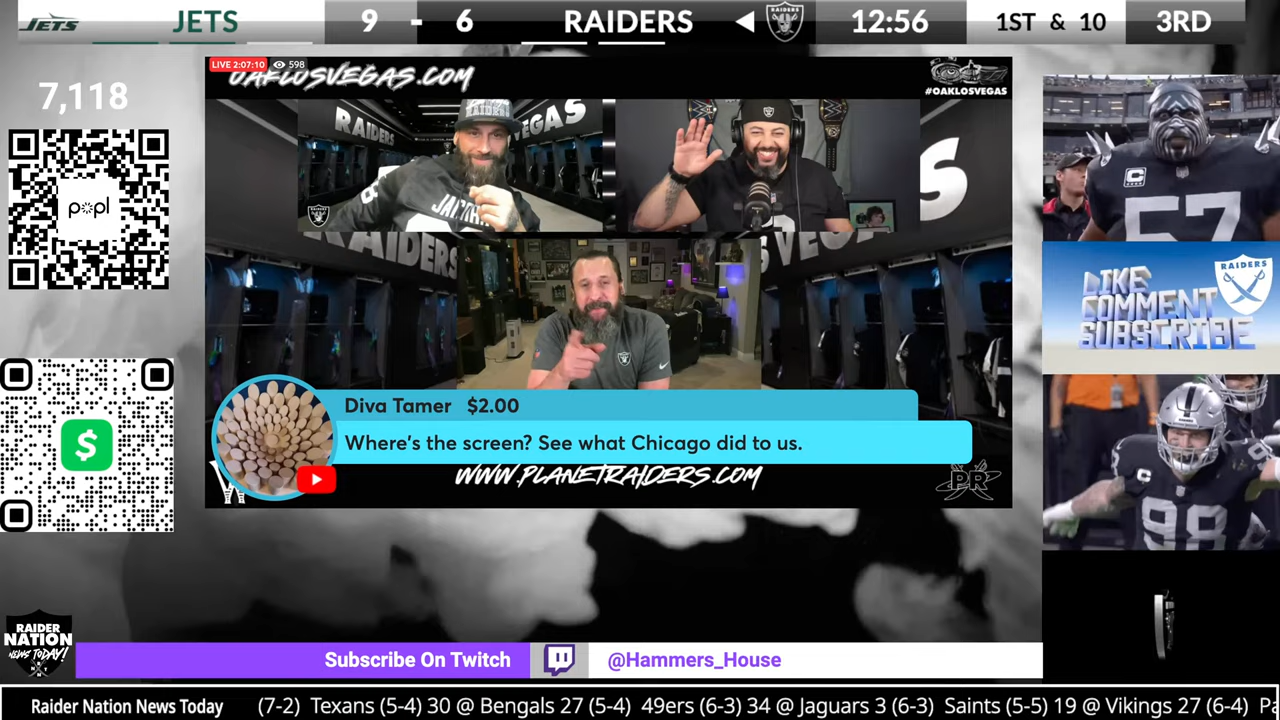 JETS JETS 9 - 6 RAIDERS RAIDERS 12:56 1ST & 10 3RD
LIVE 2:07:10 598
OAKLOSVEGAS.COM
#OAKLOSVEGAS
7,118
popl
RAIDERS
EGAS
S
C
57
RAIDERS
RAIDERS
S VEGA
LIKE
COMMENT
SUBSCRIBE
RAIDERS
$
Diva Tamer $2.00
Where's the screen? See what Chicago did to us.
WWW.PLANETRAIDERS.COM
PR
C
98
RAIDER
NATION
NEWS TODAY!
Subscribe On Twitch
@Hammers_House
Raider Nation News Today (7-2) Texans (5-4) 30 @ Bengals 27 (5-4) 49ers (6-3) 34 @ Jaguars 3 (6-3) Saints (5-5) 19 @ Vikings 27 (6-4)